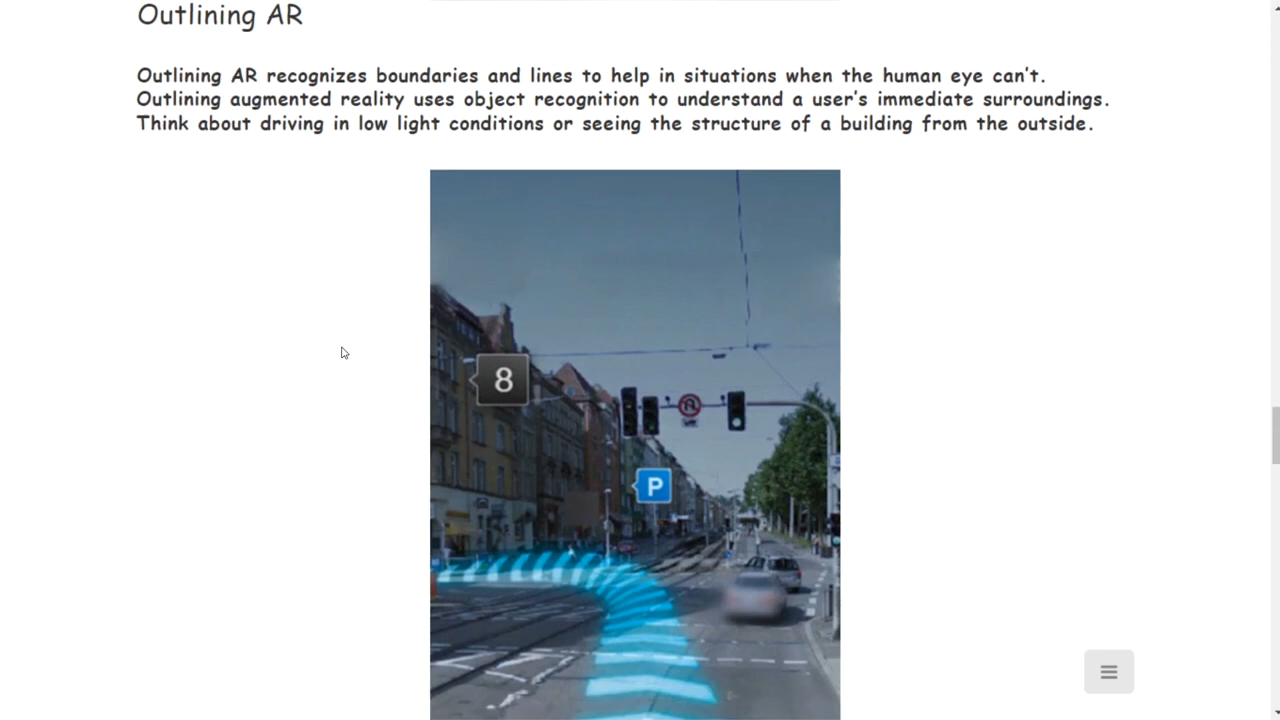 Outlining AR
Outlining AR recognizes boundaries and lines to help in situations when the human eye can't.
Outlining augmented reality uses object recognition to understand a user's immediate surroundings.
Think about driving in low light conditions or seeing the structure of a building from the outside.
8
P